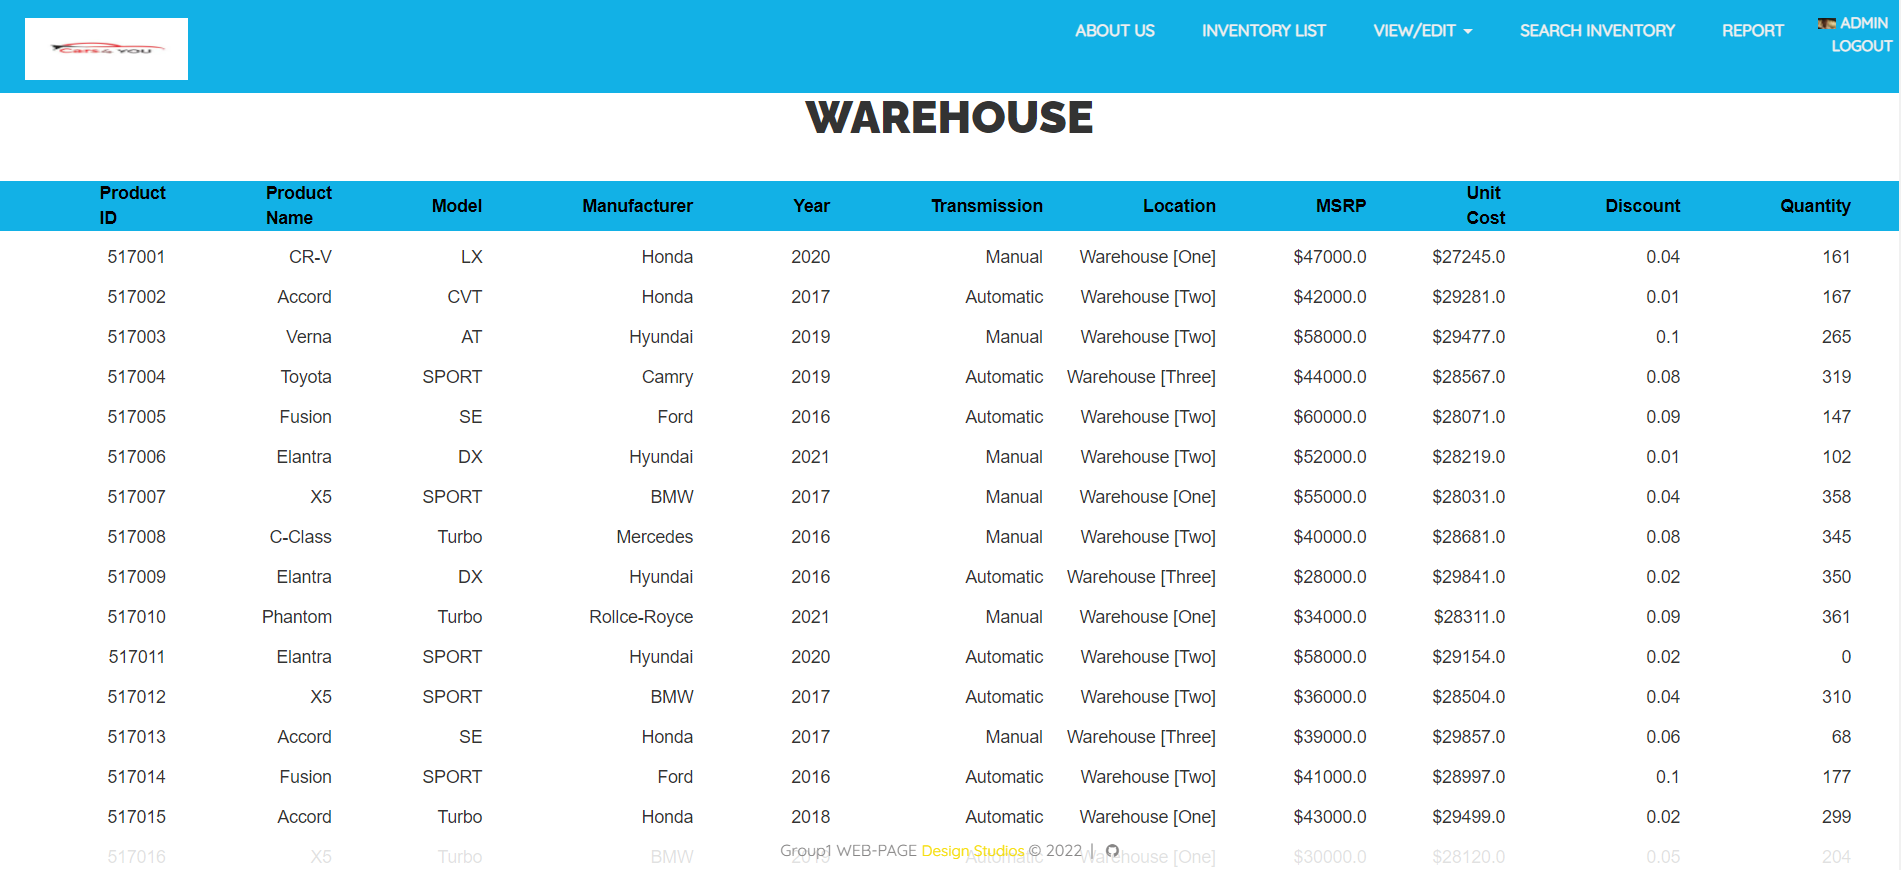 Cars4 YOU
ABOUT US INVENTORY LIST VIEW/EDIT SEARCH INVENTORY REPORT ADMIN
LOGOUT
WAREHOUSE
Product ID Product Name Model Manufacturer Year Transmission Location MSRP Unit Cost Discount Quantity
517001 CR-V LX Honda 2020 Manual Warehouse [One] $47000.0 $27245.0 0.04 161
517002 Accord CVT Honda 2017 Automatic Warehouse [Two] $42000.0 $29281.0 0.01 167
517003 Verna AT Hyundai 2019 Manual Warehouse [Two] $58000.0 $29477.0 0.1 265
517004 Toyota SPORT Camry 2019 Automatic Warehouse [Three] $44000.0 $28567.0 0.08 319
517005 Fusion SE Ford 2016 Automatic Warehouse [Two] $60000.0 $28071.0 0.09 147
517006 Elantra DX Hyundai 2021 Manual Warehouse [Two] $52000.0 $28219.0 0.01 102
517007 X5 SPORT BMW 2017 Manual Warehouse [One] $55000.0 $28031.0 0.04 358
517008 C-Class Turbo Mercedes 2016 Manual Warehouse [Two] $40000.0 $28681.0 0.08 345
517009 Elantra DX Hyundai 2016 Automatic Warehouse [Three] $28000.0 $29841.0 0.02 350
517010 Phantom Turbo Rollce-Royce 2021 Manual Warehouse [One] $34000.0 $28311.0 0.09 361
517011 Elantra SPORT Hyundai 2020 Automatic Warehouse [Two] $58000.0 $29154.0 0.02 0
517012 X5 SPORT BMW 2017 Automatic Warehouse [Two] $36000.0 $28504.0 0.04 310
517013 Accord SE Honda 2017 Manual Warehouse [Three] $39000.0 $29857.0 0.06 68
517014 Fusion SPORT Ford 2016 Automatic Warehouse [Two] $41000.0 $28997.0 0.1 177
517015 Accord Turbo Honda 2018 Automatic Warehouse [One] $43000.0 $29499.0 0.02 299
Group1 WEB-PAGE Design Studios © 2022 |
517016 X5 Turbo BMW Automatic Warehouse [One] $30000.0 $28120.0 0.05 204